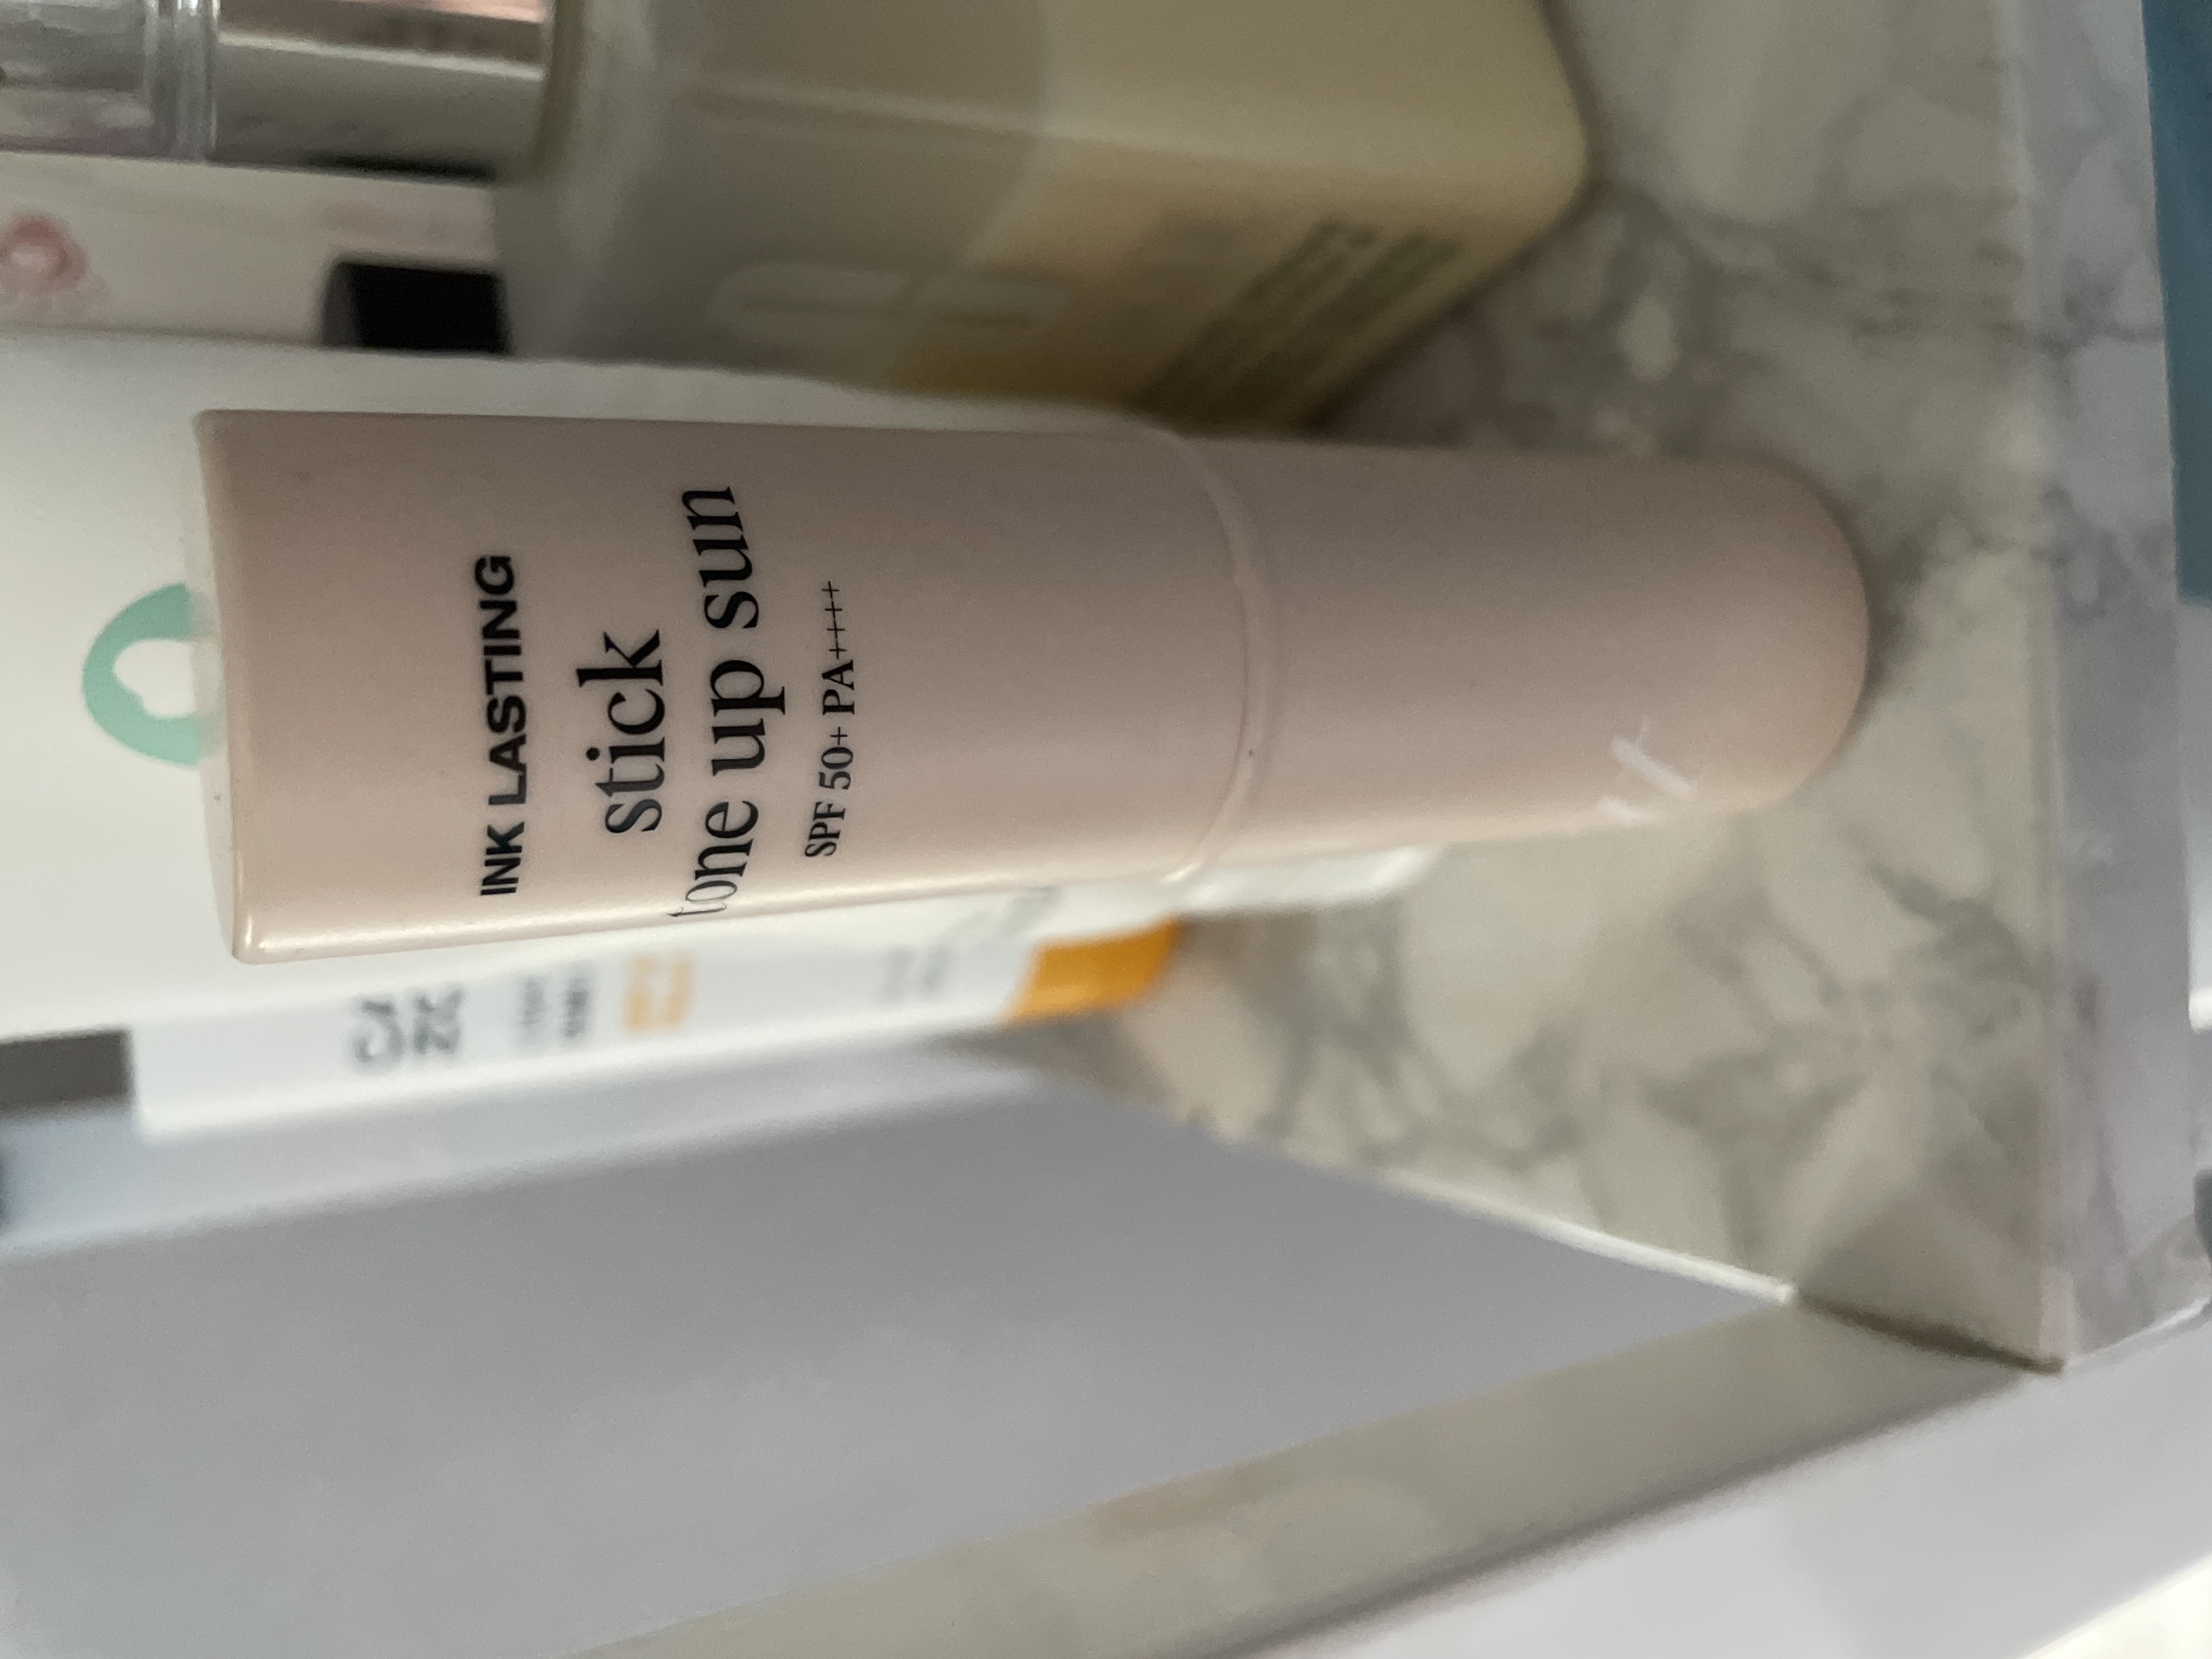 INK LASTING
stick
tone up sun
SPF 50+ PA++++